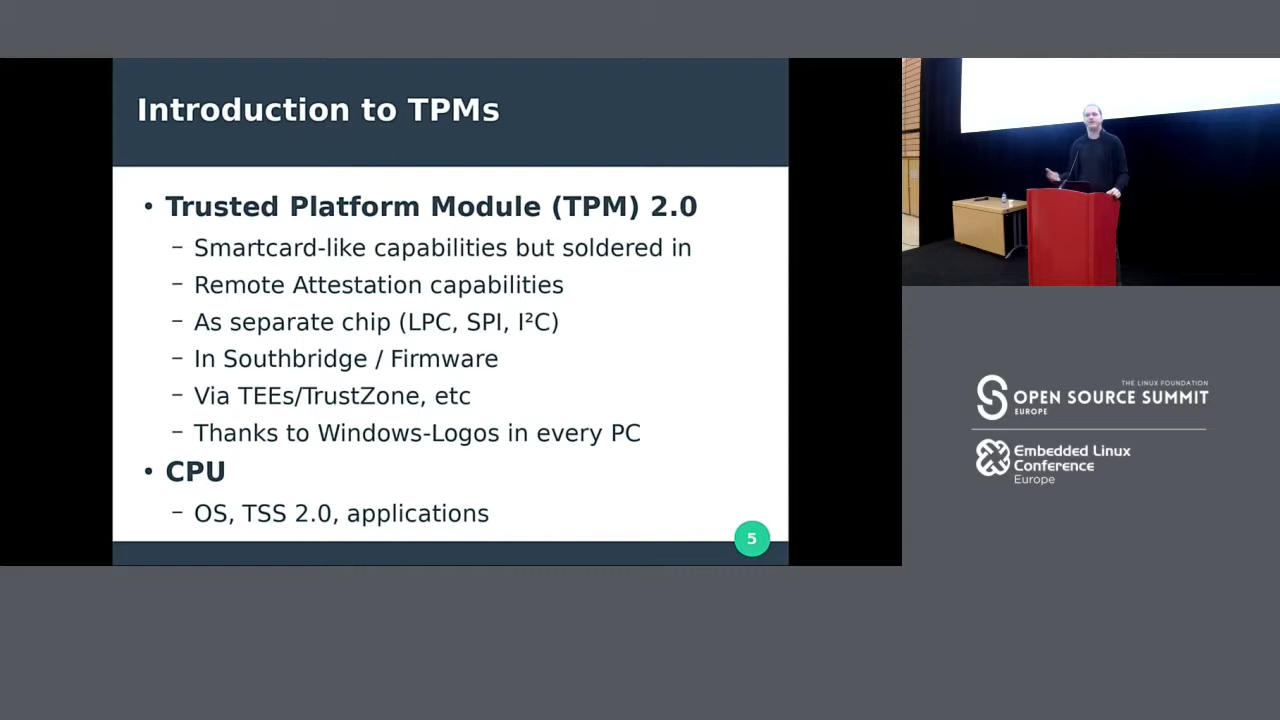 Introduction to TPMs
• Trusted Platform Module (TPM) 2.0
– Smartcard-like capabilities but soldered in
– Remote Attestation capabilities
– As separate chip (LPC, SPI, I²C)
– In Southbridge / Firmware
– Via TEEs/TrustZone, etc
– Thanks to Windows-Logos in every PC
• CPU
– OS, TSS 2.0, applications
5
THE LINUX FOUNDATION
OPEN SOURCE SUMMIT
EUROPE
Embedded Linux
Conference
Europe